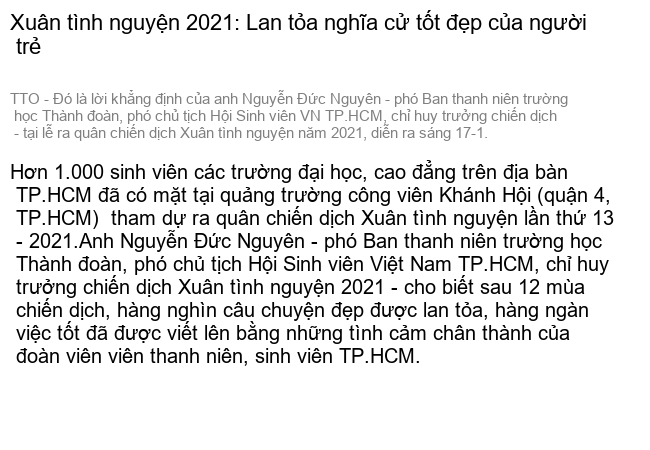 Xuân tình nguyện 2021: Lan tỏa nghĩa cử tốt đẹp của người
trẻ
TTO - Đó là lời khẳng định của anh Nguyễn Đức Nguyên - phó Ban thanh niên trường
học Thành đoàn, phó chủ tịch Hội Sinh viên VN TP.HCM, chỉ huy trưởng chiến dịch
- tại lễ ra quân chiến dịch Xuân tình nguyện năm 2021, diễn ra sáng 17-1.
Hơn 1.000 sinh viên các trường đại học, cao đẳng trên địa bàn
TP.HCM đã có mặt tại quảng trường công viên Khánh Hội (quận 4,
TP.HCM)  tham dự ra quân chiến dịch Xuân tình nguyện lần thứ 13
- 2021.Anh Nguyễn Đức Nguyên - phó Ban thanh niên trường học
Thành đoàn, phó chủ tịch Hội Sinh viên Việt Nam TP.HCM, chỉ huy
trưởng chiến dịch Xuân tình nguyện 2021 - cho biết sau 12 mùa
chiến dịch, hàng nghìn câu chuyện đẹp được lan tỏa, hàng ngàn
việc tốt đã được viết lên bằng những tình cảm chân thành của
đoàn viên viên thanh niên, sinh viên TP.HCM.